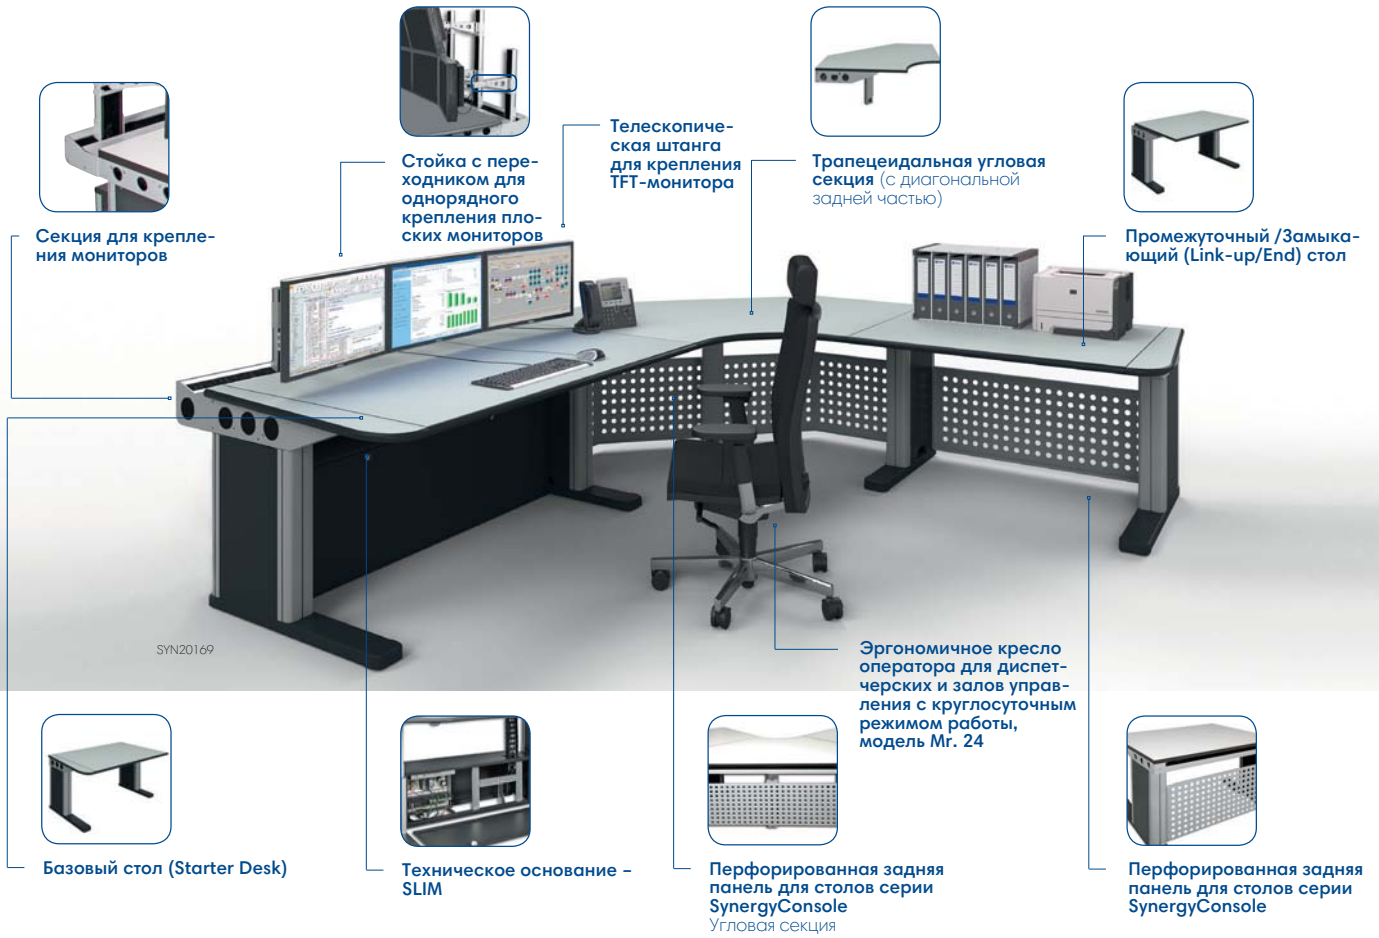 Стойка с пере-
ходником для
однорядного
крепления пло-
ских мониторов
Телескопиче-
ская штанга
для крепления
TFT-монитора
Трапецеидальная угловая
секция (с диагональной
задней частью)
Секция для крепле-
ния мониторов
Промежуточный /Замыка-
ющий (Link-up/End) стол
SYN20169
Эргономичное кресло
оператора для диспет-
черских и залов управ-
ления с круглосуточным
режимом работы,
модель Mr. 24
Базовый стол (Starter Desk)
Техническое основание –
SLIM
Перфорированная задняя
панель для столов серии
SynergyConsole
Угловая секция
Перфорированная задняя
панель для столов серии
SynergyConsole